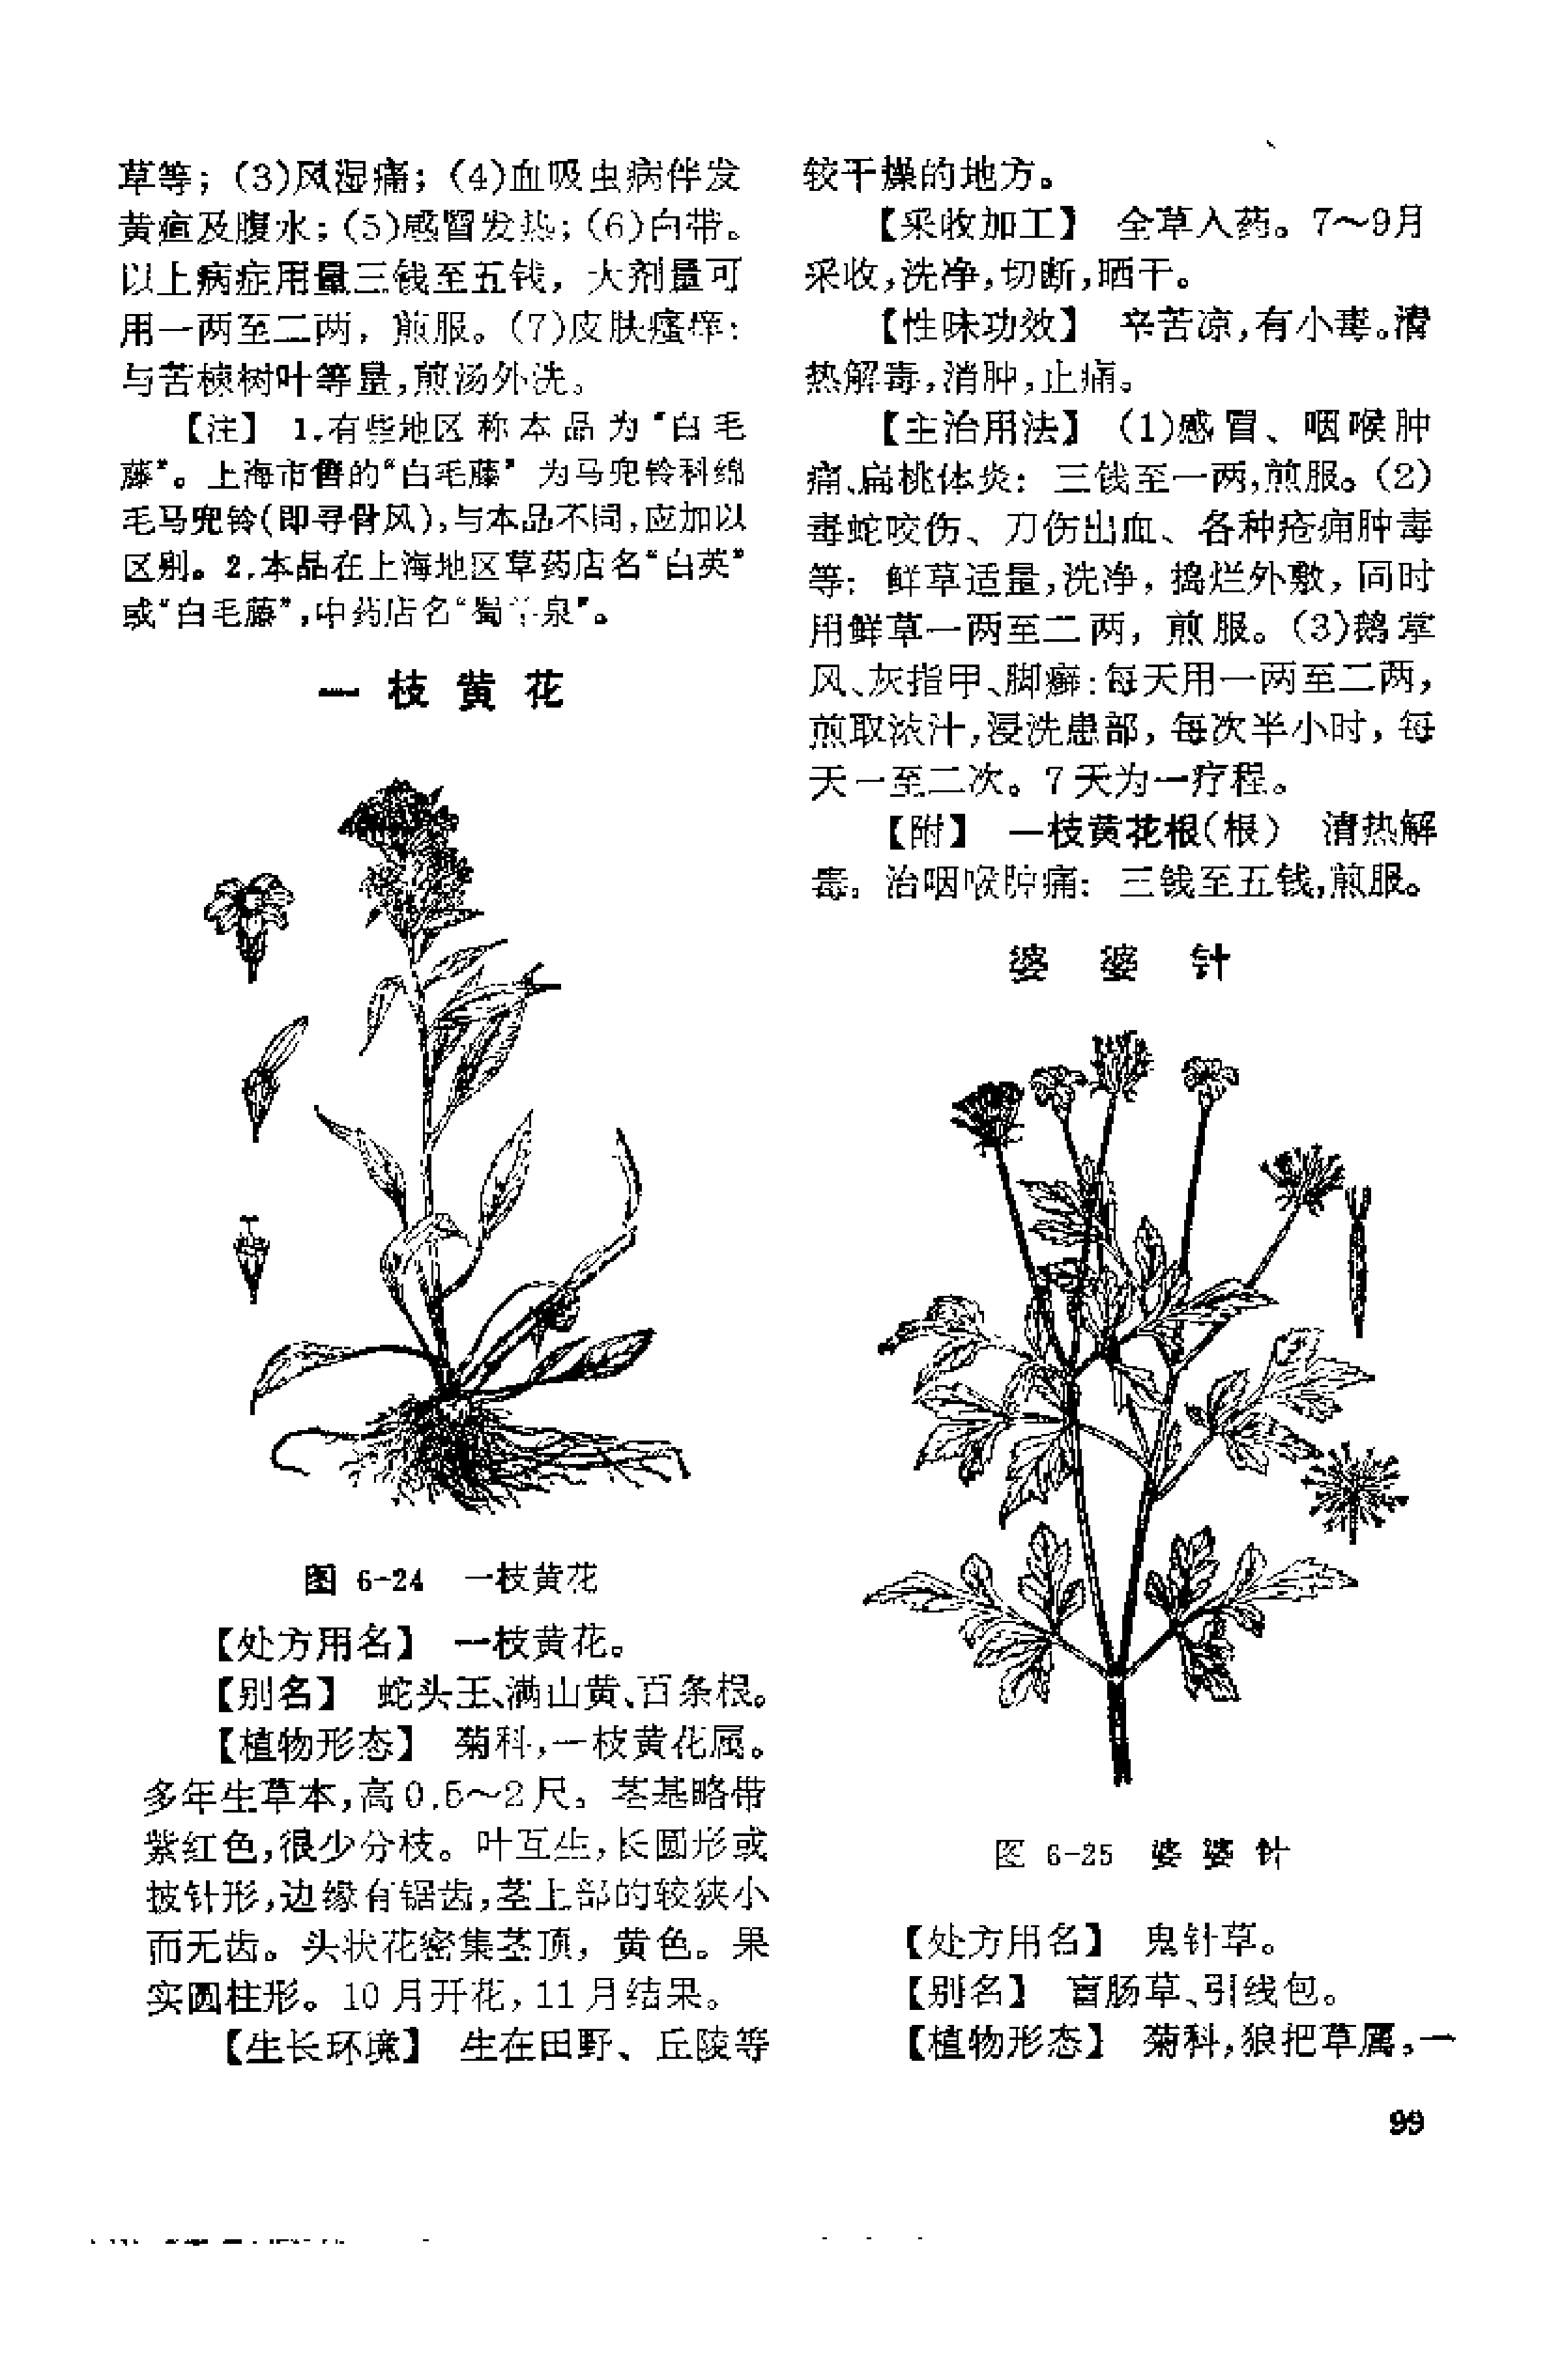 草等；(3)风湿痛；(4)血吸虫病伴发
黄疸及腹水；(5)感冒发热；(6)白带。
以上病症用量三钱至五钱，大剂量可
用一两至二两，煎服。(7)皮肤瘙痒：
与苦楝树叶等量，煎汤外洗。
【注】 1.有些地区称本品为“白毛
藤”。上海市售的“白毛藤”为马兜铃科绵
毛马兜铃(即寻骨风)，与本品不同，应加以
区别。2.本品在上海地区草药店名“白英”
或“白毛藤”，中药店名“蜀羊泉”。
一枝黄花
图 6-24 一枝黄花
【处方用名】 一枝黄花。
【别名】 蛇头王、满山黄、百条根。
【植物形态】 菊科，一枝黄花属。
多年生草本，高0.5～2尺。茎基略带
紫红色，很少分枝。叶互生，长圆形或
披针形，边缘有锯齿，茎上部的较狭小
而无齿。头状花密集茎顶，黄色。果
实圆柱形。10月开花，11月结果。
【生长环境】 生在田野、丘陵等
较干燥的地方。
【采收加工】 全草入药。7～9月
采收，洗净，切断，晒干。
【性味功效】 辛苦凉，有小毒。清
热解毒，消肿，止痛。
【主治用法】 (1)感冒、咽喉肿
痛、扁桃体炎：三钱至一两，煎服。(2)
毒蛇咬伤、刀伤出血、各种疮痈肿毒
等：鲜草适量，洗净，捣烂外敷，同时
用鲜草一两至二两，煎服。(3)鹅掌
风、灰指甲、脚癣：每天用一两至二两，
煎取浓汁，浸洗患部，每次半小时，每
天一至二次。7天为一疗程。
【附】 一枝黄花根(根) 清热解
毒。治咽喉肿痛：三钱至五钱，煎服。
婆婆针
图 6-25 婆婆针
【处方用名】 鬼针草。
【别名】 盲肠草、引线包。
【植物形态】 菊科，狼把草属。一
99